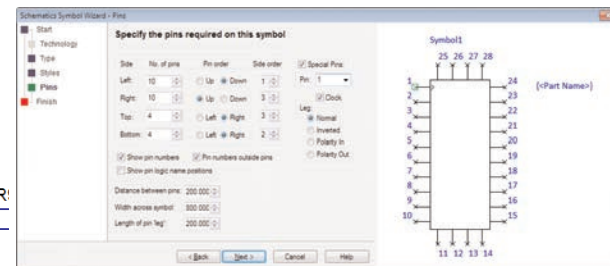 Schematics Symbol Wizard - Pins
Start
Technology
Type
Styles
Pins
Finish
Specify the pins required on this symbol
Side No. of pins Pin order Side order
Left: 10 Up Down 1
Right: 10 Up Down 3
Top: 4 Left Right 3
Bottom: 4 Left Right 2
Special Pins:
Pin: 1
Clock
Leg:
Normal
Inverted
Polarity In
Polarity Out
Show pin numbers Pin numbers outside pins
Show pin logic name positions
Distance between pins: 200.000
Width across symbol: 800.000
Length of pin 'leg': 200.000
< Back Next > Cancel Help
Symbol1
25 26 27 28
1 24 {<Part Name>}
2 23
3 22
4 21
5 20
6 19
7 18
8 17
9 16
10 15
11 12 13 14